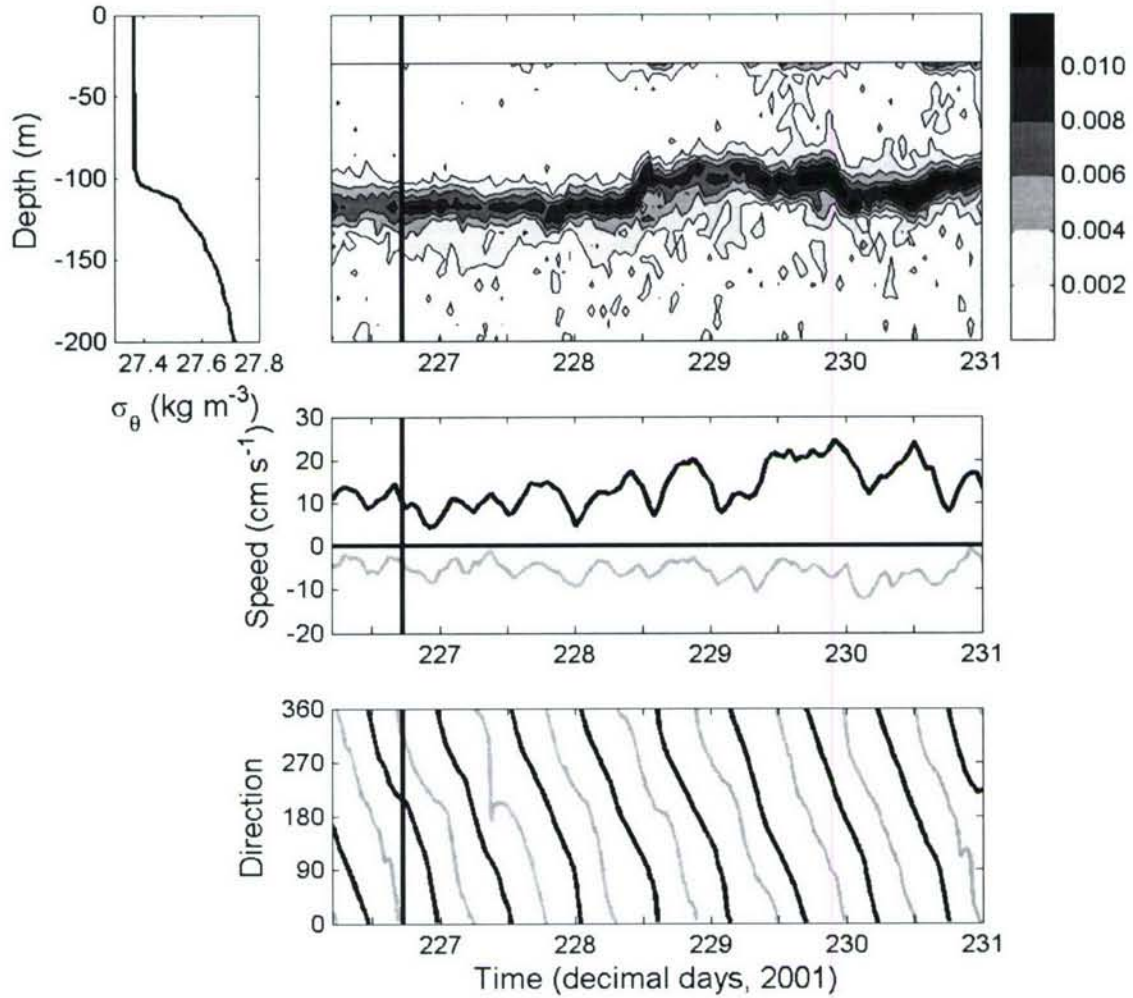 0
-50
-100
-150
-200
Depth (m)
27.4 27.6 27.8
σθ (kg m-3)
227 228 229 230 231
0.010
0.008
0.006
0.004
0.002
30
20
10
0
-10
-20
Speed (cm s-1)
227 228 229 230 231
360
270
180
90
0
Direction
227 228 229 230 231
Time (decimal days, 2001)